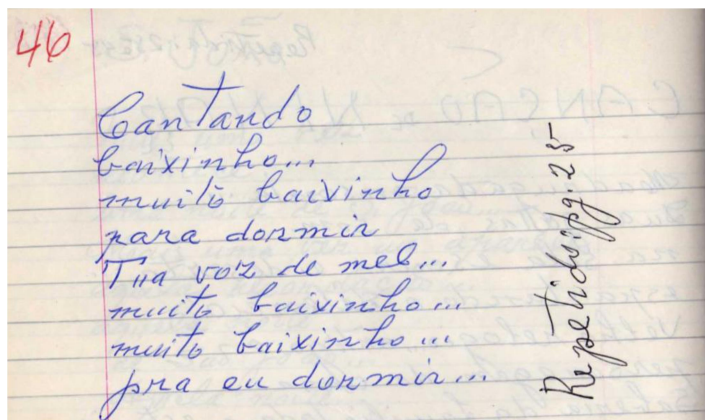 46
Cantando
baixinho...
muito baixinho
para dormir
Tua voz de mel...
muito baixinho...
muito baixinho...
pra eu dormir...
Repetido: pg. 25